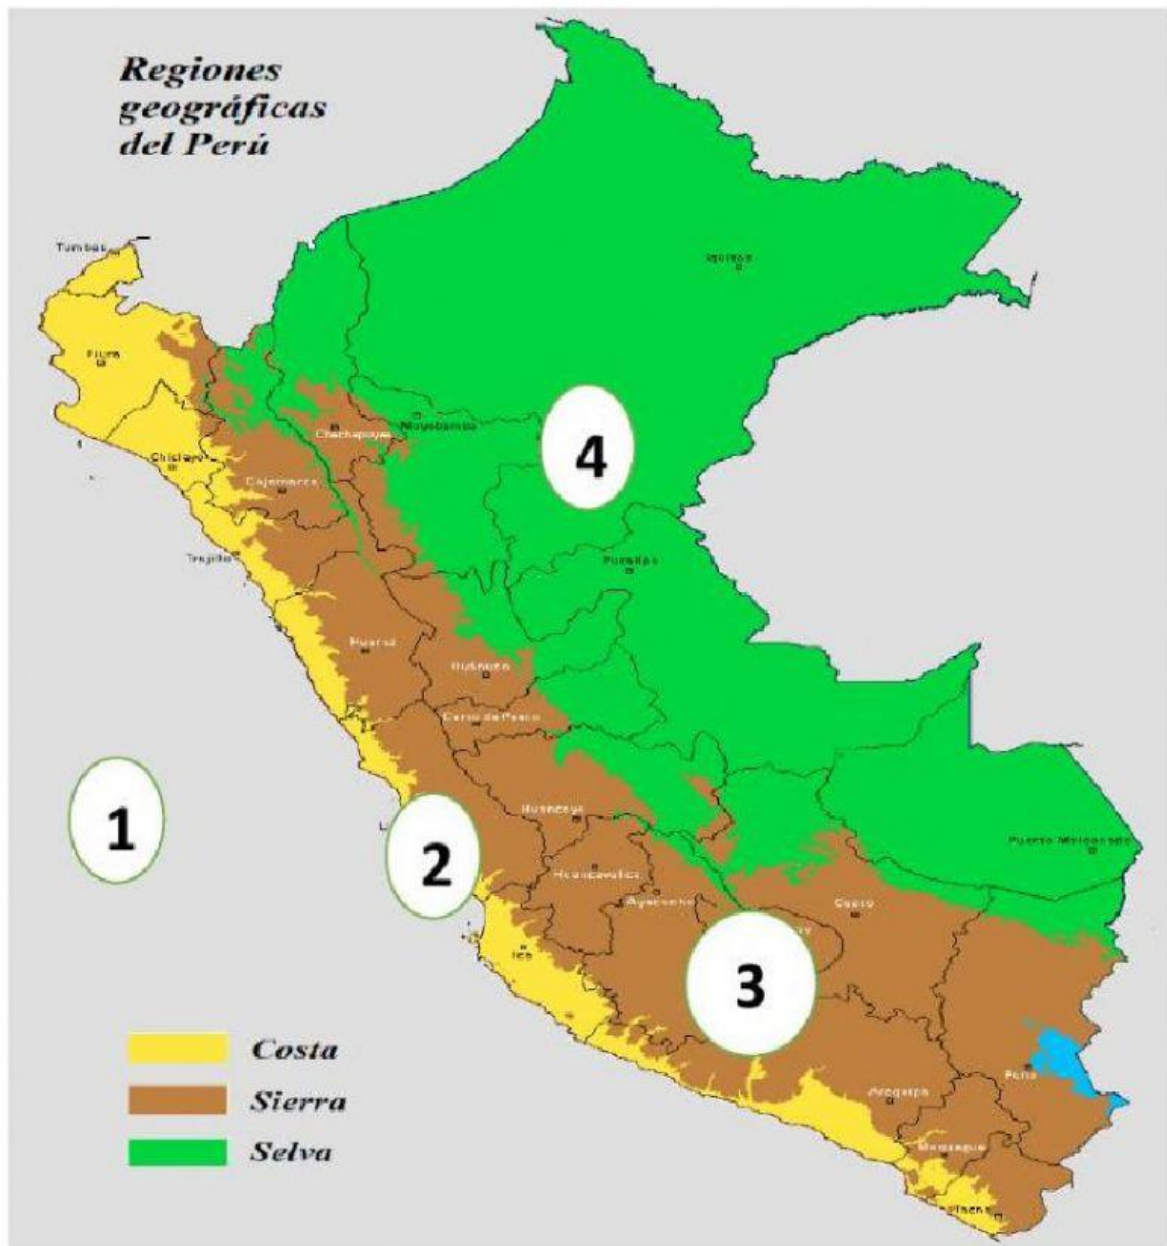 Regiones
geográficas
del Perú
Tumbes
Iquitos
Piura
Moyobamba
Chachapoyas
4
Chiclayo
Cajamarca
Trujillo
Pucallpa
Huaraz
Huánuco
Cerro de Pasco
1
2
Huancayo
Puerto Maldonado
Huancavelica
Ayacucho
Cusco
3
Ica
Costa
Puno
Sierra
Arequipa
Selva
Moquegua